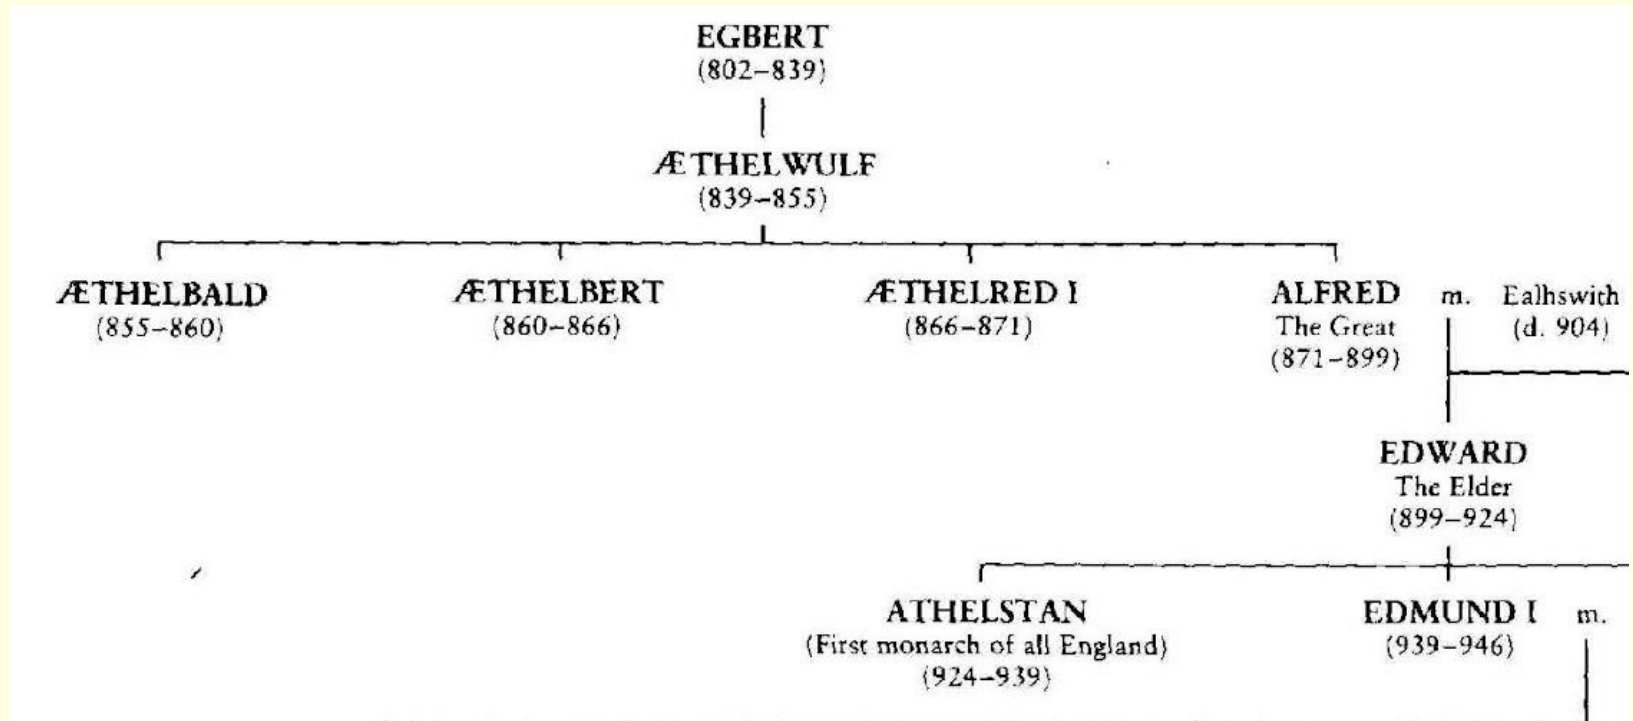 EGBERT
(802–839)
ÆTHELWULF
(839–855)
ÆTHELBALD
(855–860)
ÆTHELBERT
(860–866)
ÆTHELRED I
(866–871)
ALFRED
The Great
(871–899)
m.
Ealhswith
(d. 904)
EDWARD
The Elder
(899–924)
ATHELSTAN
(First monarch of all England)
(924–939)
EDMUND I
(939–946)
m.